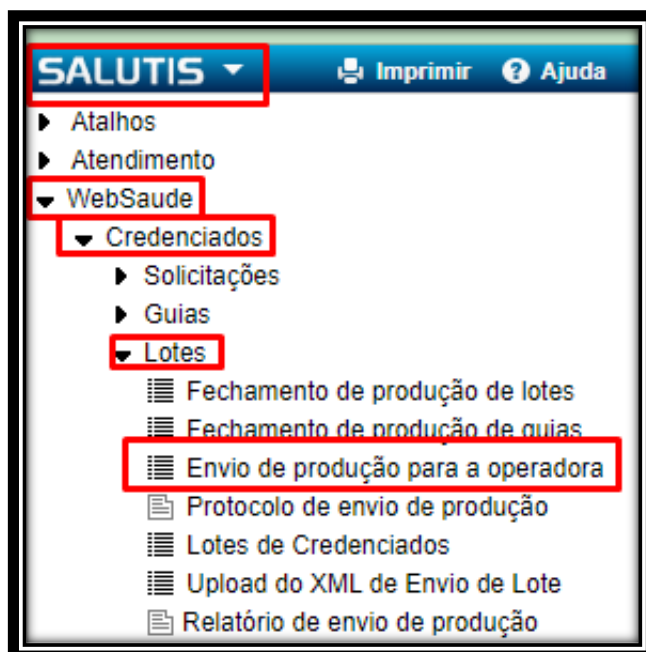 SALUTIS Imprimir Ajuda
Atalhos
Atendimento
WebSaude
Credenciados
Solicitações
Guias
Lotes
Fechamento de produção de lotes
Fechamento de produção de guias
Envio de produção para a operadora
Protocolo de envio de produção
Lotes de Credenciados
Upload do XML de Envio de Lote
Relatório de envio de produção